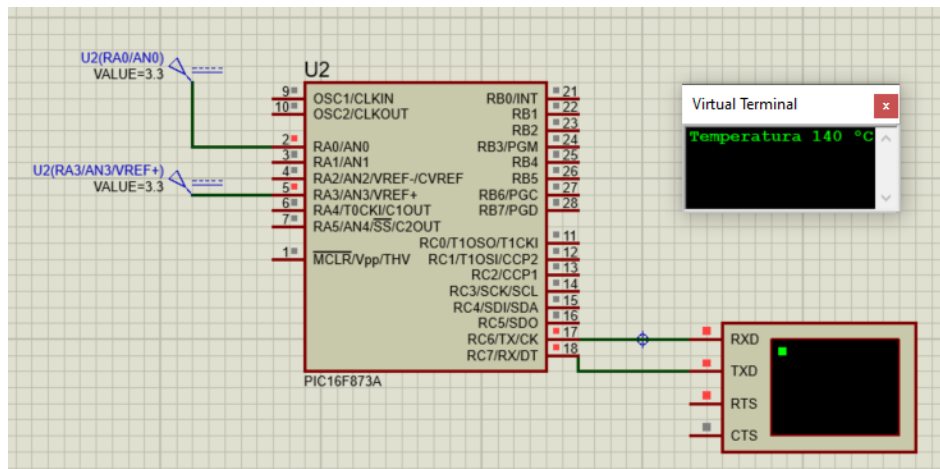 U2(RA0/AN0)
VALUE=3.3
U2(RA3/AN3/VREF+)
VALUE=3.3
U2
9
OSC1/CLKIN
10
OSC2/CLKOUT
2
RA0/AN0
3
RA1/AN1
4
RA2/AN2/VREF-/CVREF
5
RA3/AN3/VREF+
6
RA4/T0CKI/C1OUT
7
RA5/AN4/SS/C2OUT
1
MCLR/Vpp/THV
RB0/INT
21
RB1
22
RB2
23
RB3/PGM
24
RB4
25
RB5
26
RB6/PGC
27
RB7/PGD
28
RC0/T1OSO/T1CKI
11
RC1/T1OSI/CCP2
12
RC2/CCP1
13
RC3/SCK/SCL
14
RC4/SDI/SDA
15
RC5/SDO
16
RC6/TX/CK
17
RC7/RX/DT
18
PIC16F873A
Virtual Terminal
x
Temperatura 140 °C
RXD
TXD
RTS
CTS